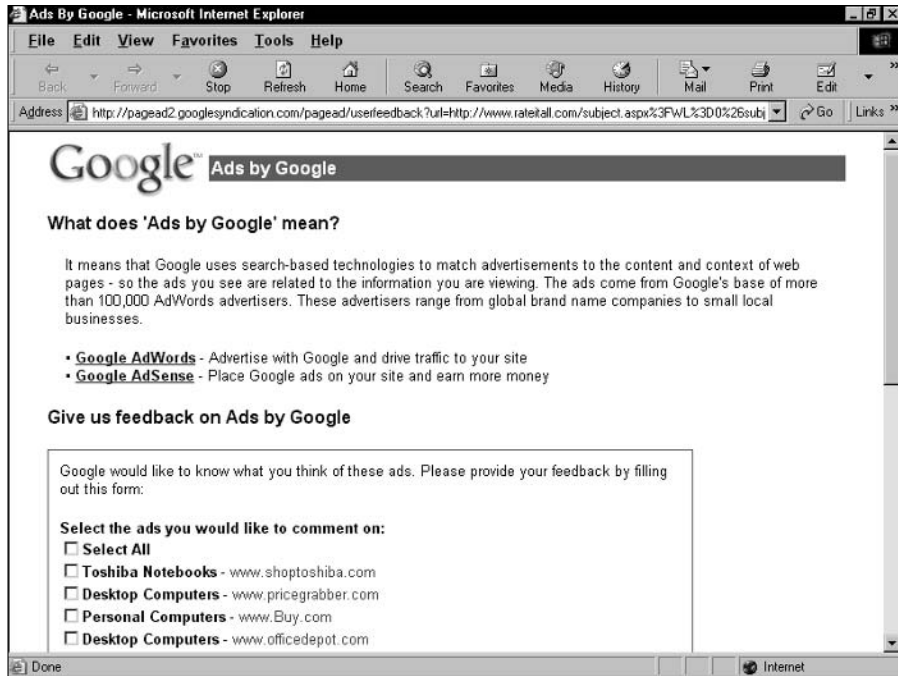 Ads By Google - Microsoft Internet Explorer
File Edit View Favorites Tools Help
Back Forward Stop Refresh Home Search Favorites Media History Mail Print Edit »
Address http://pagead2.googlesyndication.com/pagead/userfeedback?url=http://www.rateitall.com/subject.aspx%3FWL%3D0%26subj Go Links »
Google™ Ads by Google
What does 'Ads by Google' mean?
It means that Google uses search-based technologies to match advertisements to the content and context of web
pages - so the ads you see are related to the information you are viewing. The ads come from Google's base of more
than 100,000 AdWords advertisers. These advertisers range from global brand name companies to small local
businesses.
▪ Google AdWords - Advertise with Google and drive traffic to your site
▪ Google AdSense - Place Google ads on your site and earn more money
Give us feedback on Ads by Google
Google would like to know what you think of these ads. Please provide your feedback by filling
out this form:
Select the ads you would like to comment on:
Select All
Toshiba Notebooks - www.shoptoshiba.com
Desktop Computers - www.pricegrabber.com
Personal Computers - www.Buy.com
Desktop Computers - www.officedepot.com
Done Internet